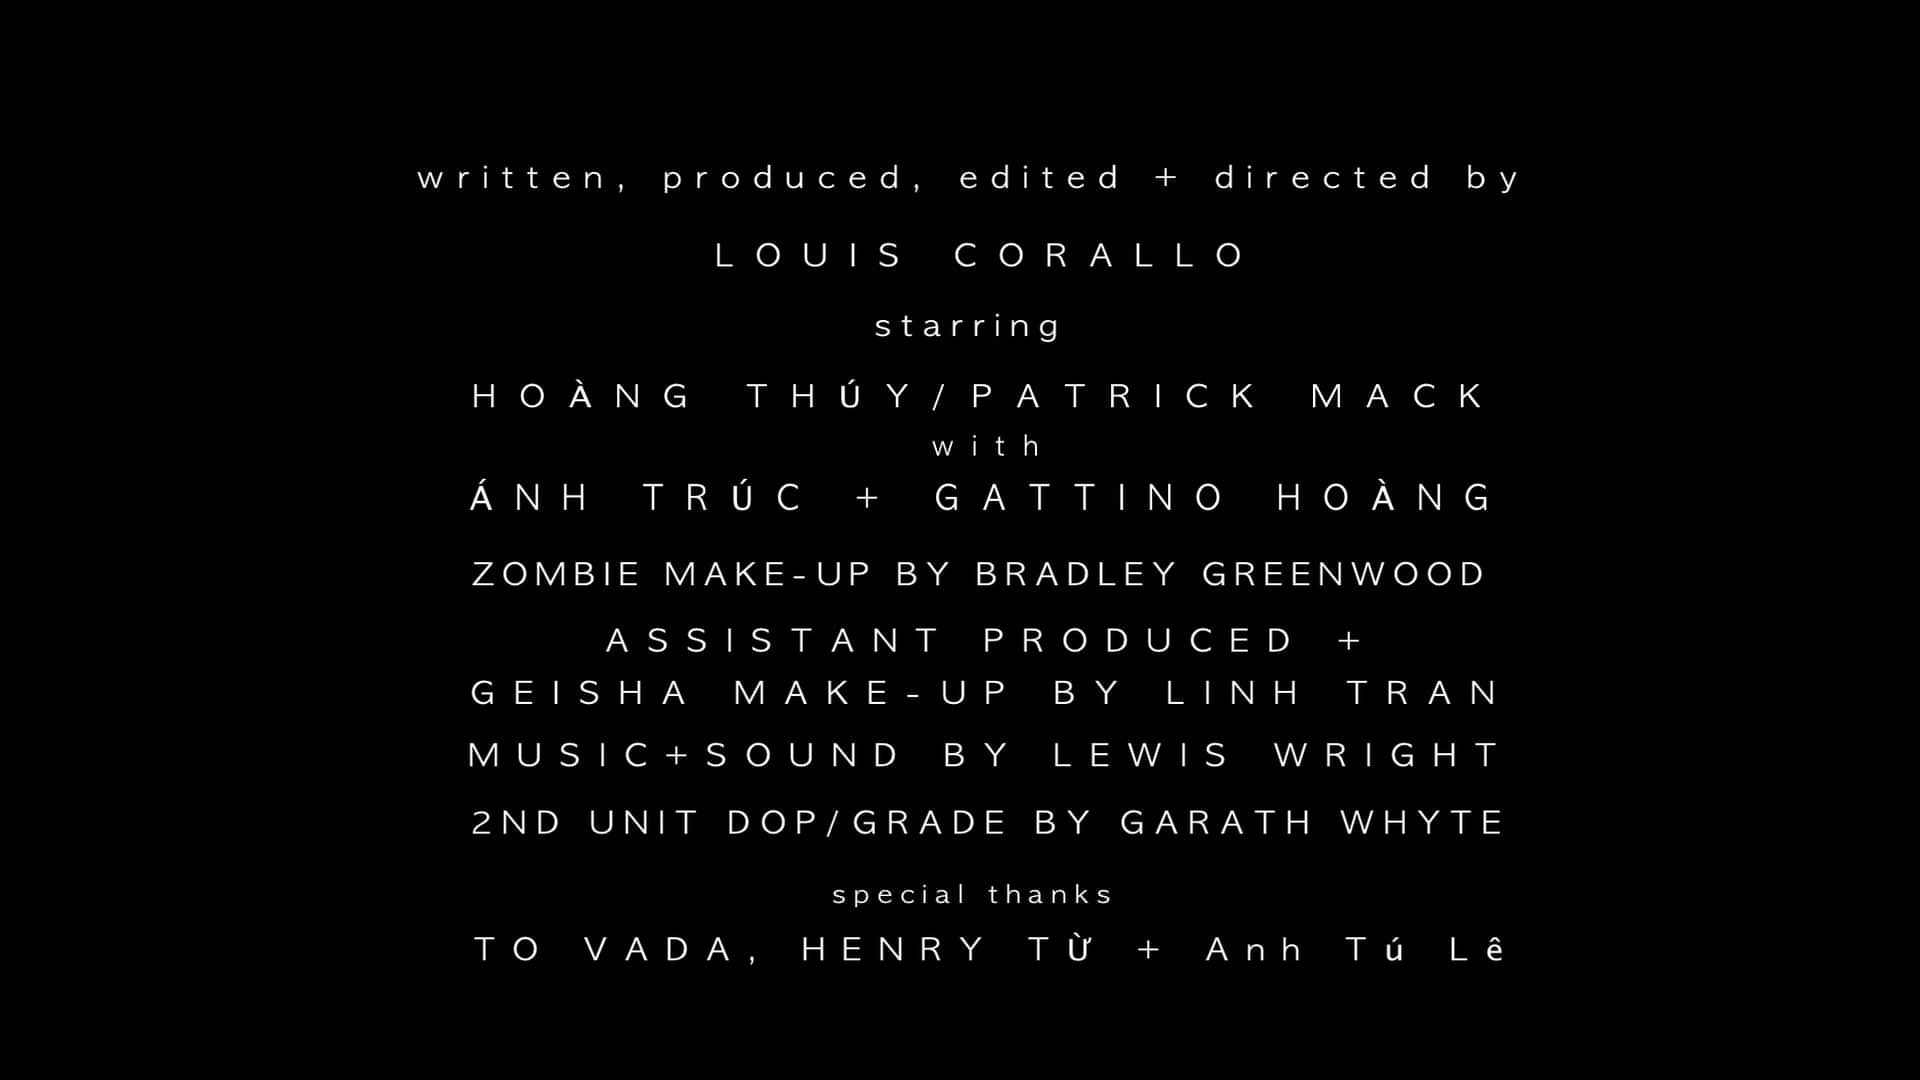 written, produced, edited + directed by
LOUIS CORALLO
starring
HOÀNG THÚY/PATRICK MACK
with
ÁNH TRÚC + GATTINO HOÀNG
ZOMBIE MAKE-UP BY BRADLEY GREENWOOD
ASSISTANT PRODUCED +
GEISHA MAKE-UP BY LINH TRAN
MUSIC+SOUND BY LEWIS WRIGHT
2ND UNIT DOP/GRADE BY GARATH WHYTE
special thanks
TO VADA, HENRY TỪ + Anh Tú Lê